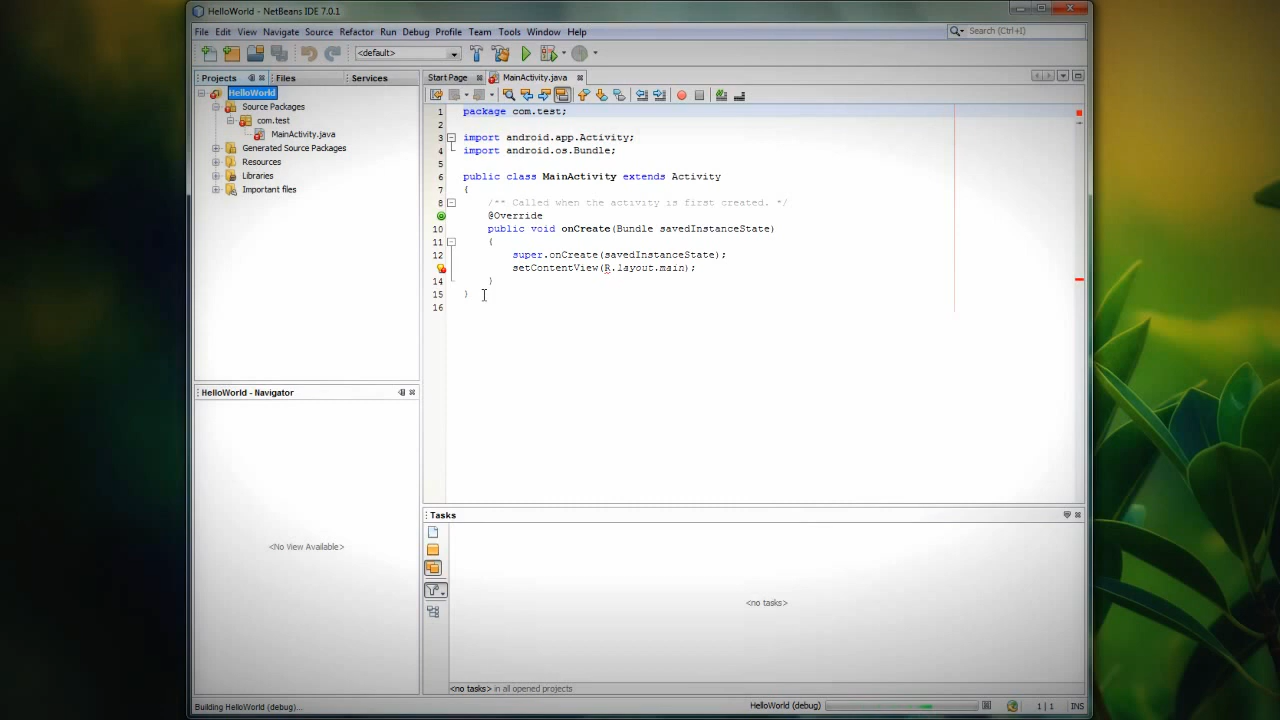 HelloWorld - NetBeans IDE 7.0.1
File Edit View Navigate Source Refactor Run Debug Profile Team Tools Window Help
Search (Ctrl+I)
<default>
Projects Files Services
HelloWorld
Source Packages
com.test
MainActivity.java
Generated Source Packages
Resources
Libraries
Important files
Start Page MainActivity.java
1 package com.test;
2
3 import android.app.Activity;
4 import android.os.Bundle;
5
6 public class MainActivity extends Activity
7 {
8 /** Called when the activity is first created. */
@Override
10 public void onCreate(Bundle savedInstanceState)
11 {
12 super.onCreate(savedInstanceState);
setContentView(R.layout.main);
14 }
15 }
16
HelloWorld - Navigator
<No View Available>
Tasks
<no tasks>
<no tasks> in all opened projects
Building HelloWorld (debug)...
HelloWorld (debug)
1 | 1 INS